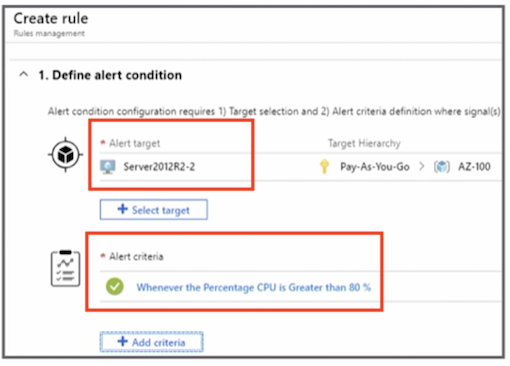 Create rule
Rules management
1. Define alert condition
Alert condition configuration requires 1) Target selection and 2) Alert criteria definition where signal(s)
* Alert target
Target Hierarchy
Server2012R2-2
Pay-As-You-Go > AZ-100
+ Select target
* Alert criteria
Whenever the Percentage CPU is Greater than 80 %
+ Add criteria